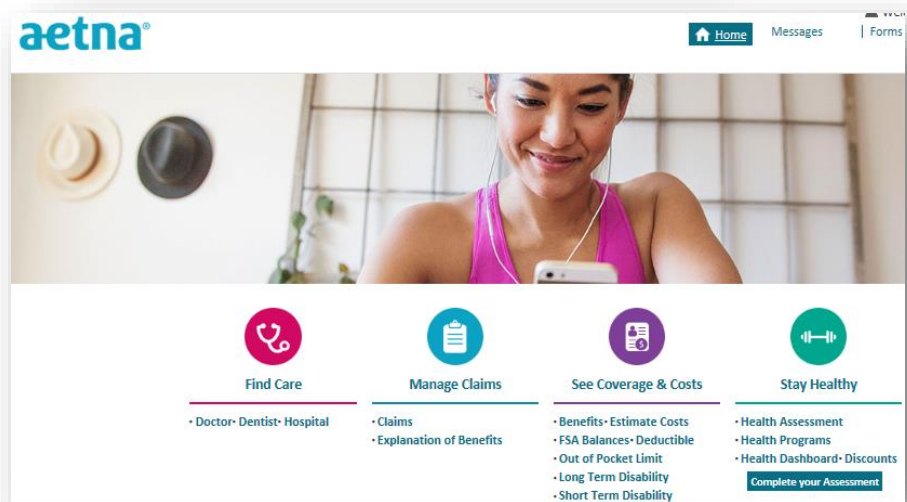 aetna®
Home Messages | Forms
Find Care
Manage Claims
See Coverage & Costs
Stay Healthy
· Doctor· Dentist· Hospital
· Claims
· Explanation of Benefits
· Benefits· Estimate Costs
· FSA Balances· Deductible
· Out of Pocket Limit
· Long Term Disability
· Short Term Disability
· Health Assessment
· Health Programs
· Health Dashboard· Discounts
Complete your Assessment